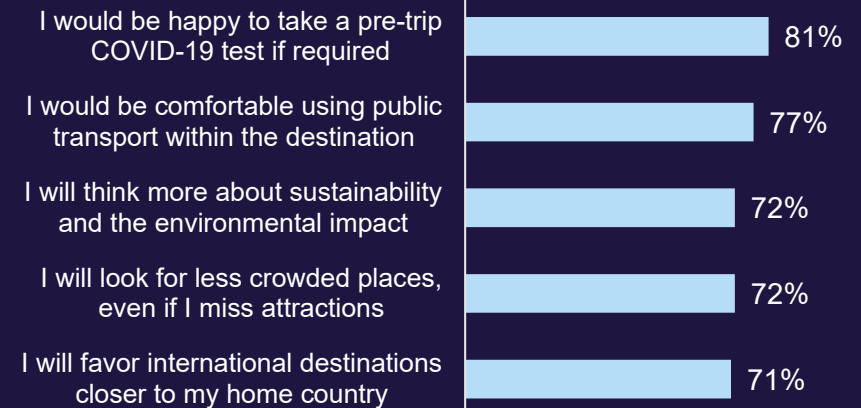 I would be happy to take a pre-trip
COVID-19 test if required
81%
I would be comfortable using public
transport within the destination
77%
I will think more about sustainability
and the environmental impact
72%
I will look for less crowded places,
even if I miss attractions
72%
I will favor international destinations
closer to my home country
71%